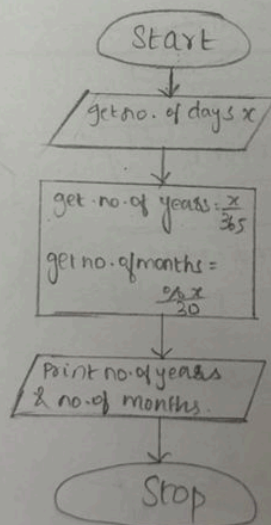 Start
get no. of days x
get no. of years = x/365
get no. of months =
% x/30
Print no. of years
& no. of months.
Stop